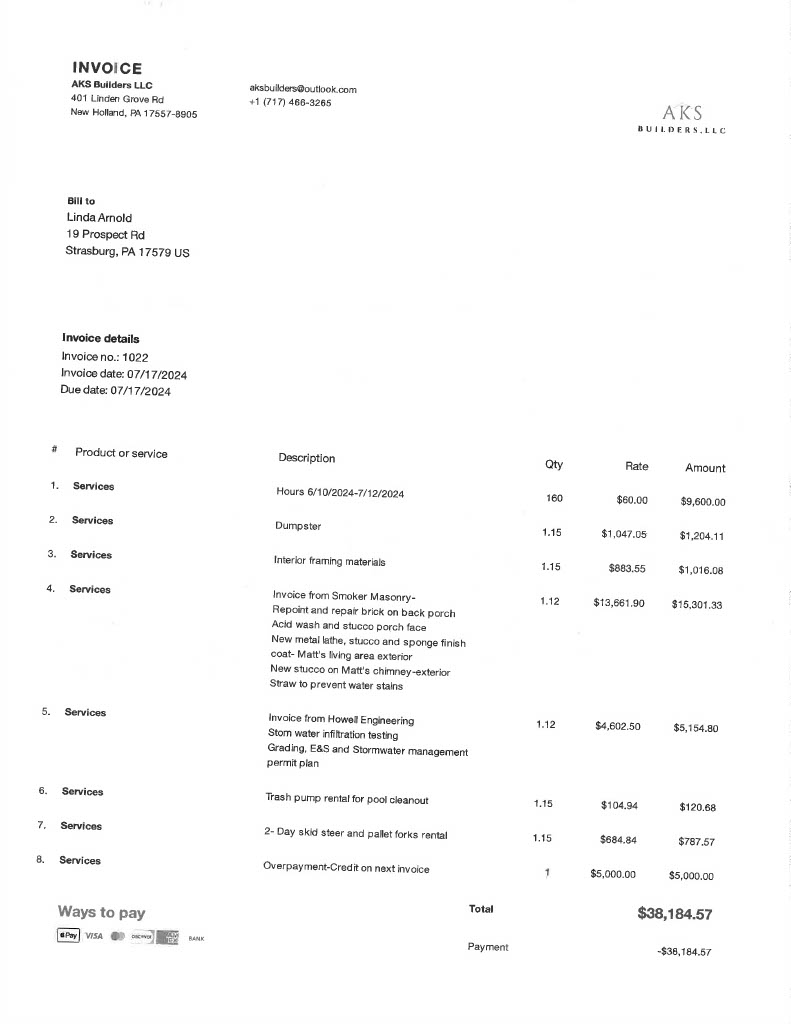 INVOICE
AKS Builders LLC
401 Linden Grove Rd
New Holland, PA 17557-8905
aksbuilders@outlook.com
+1 (717) 466-3265
AKS
BUILDERS.LLC
Bill to
Linda Arnold
19 Prospect Rd
Strasburg, PA 17579 US
Invoice details
Invoice no.: 1022
Invoice date: 07/17/2024
Due date: 07/17/2024
# Product or service Description Qty Rate Amount
1. Services Hours 6/10/2024-7/12/2024 160 $60.00 $9,600.00
2. Services Dumpster 1.15 $1,047.05 $1,204.11
3. Services Interior framing materials 1.15 $883.55 $1,016.08
4. Services Invoice from Smoker Masonry- 1.12 $13,661.90 $15,301.33
Repoint and repair brick on back porch
Acid wash and stucco porch face
New metal lathe, stucco and sponge finish
coat- Matt's living area exterior
New stucco on Matt's chimney-exterior
Straw to prevent water stains
5. Services Invoice from Howell Engineering 1.12 $4,602.50 $5,154.80
Stom water infiltration testing
Grading, E&S and Stormwater management
permit plan
6. Services Trash pump rental for pool cleanout 1.15 $104.94 $120.68
7. Services 2- Day skid steer and pallet forks rental 1.15 $684.84 $787.57
8. Services Overpayment-Credit on next invoice 1 $5,000.00 $5,000.00
Ways to pay Total $38,184.57
Pay VISA DISCOVER BANK
Payment -$38,184.57